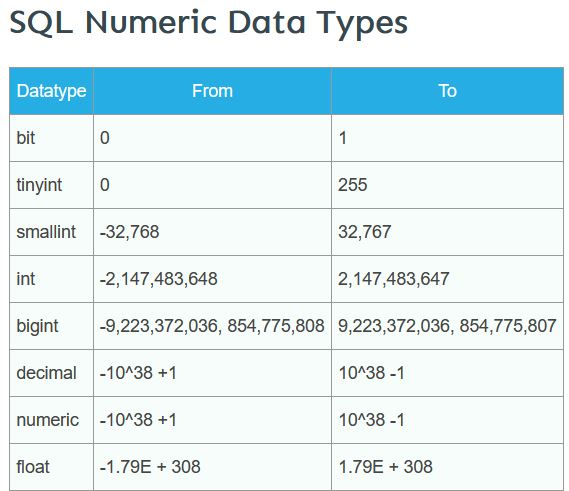 SQL Numeric Data Types
Datatype From To
bit 0 1
tinyint 0 255
smallint -32,768 32,767
int -2,147,483,648 2,147,483,647
bigint -9,223,372,036, 854,775,808 9,223,372,036, 854,775,807
decimal -10^38 +1 10^38 -1
numeric -10^38 +1 10^38 -1
float -1.79E + 308 1.79E + 308